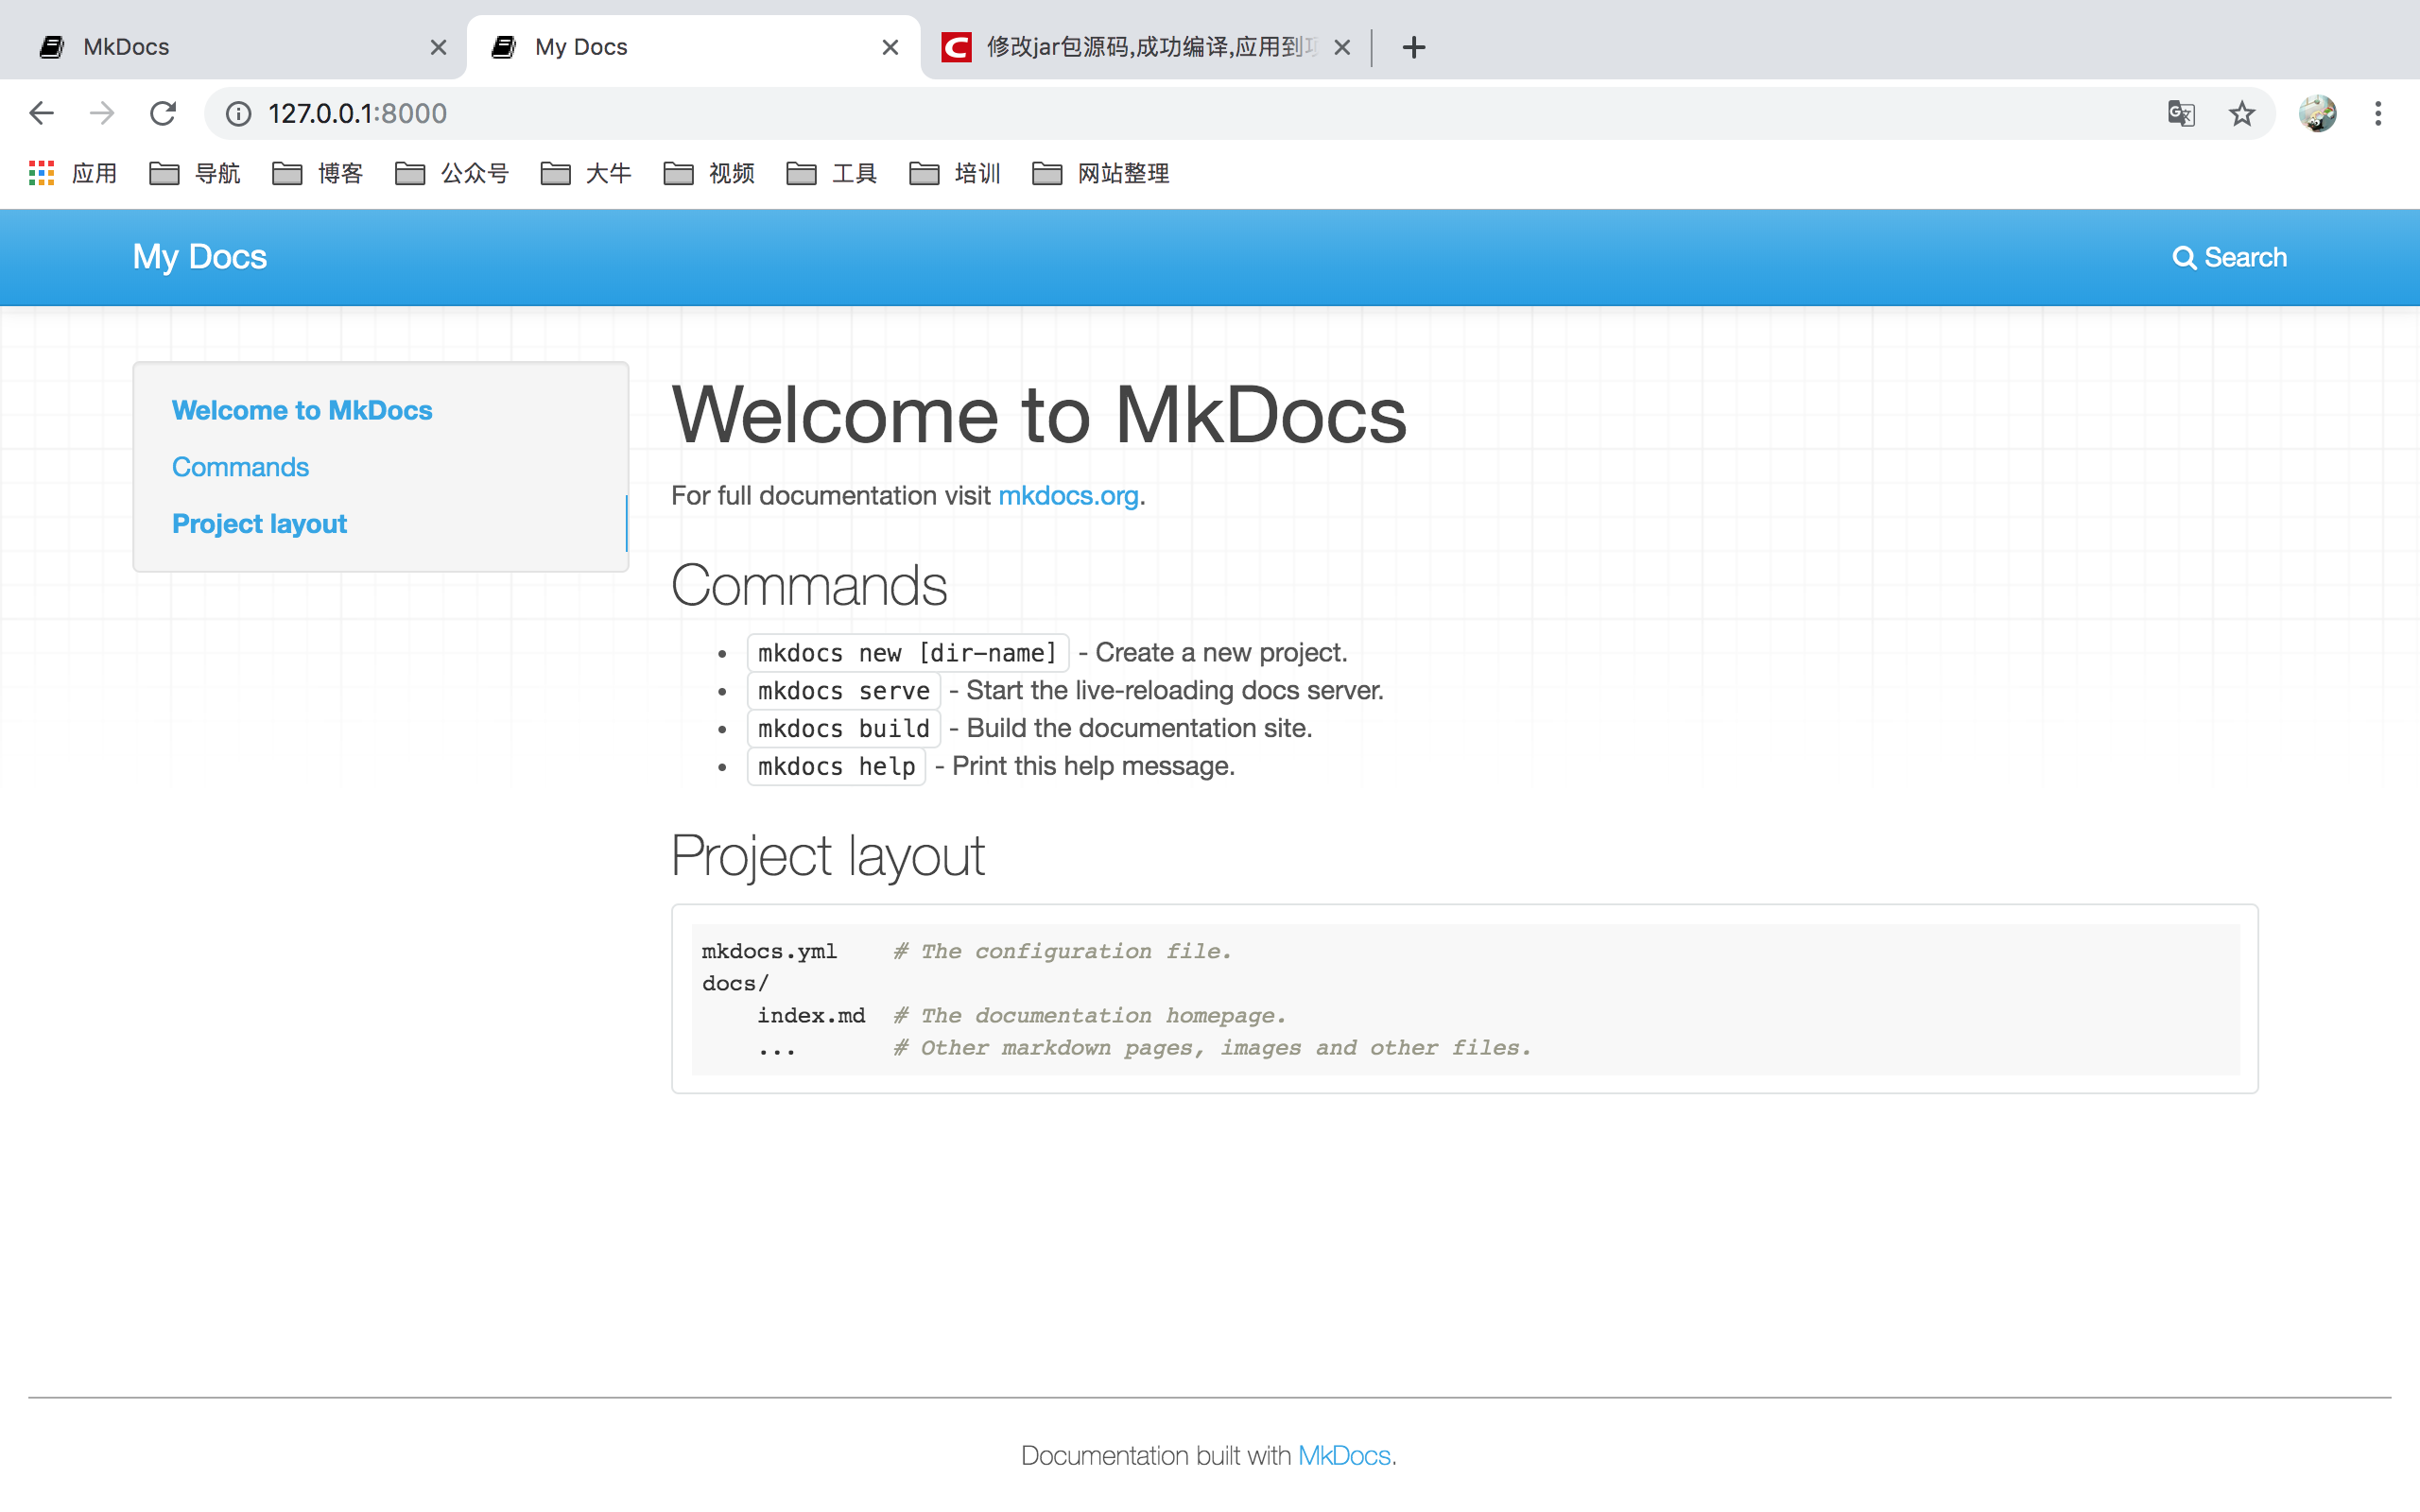 MkDocs
My Docs
修改jar包源码,成功编译,应用到
127.0.0.1:8000
应用 导航 博客 公众号 大牛 视频 工具 培训 网站整理
My Docs
Search
Welcome to MkDocs
Commands
Project layout
Welcome to MkDocs
For full documentation visit mkdocs.org.
Commands
mkdocs new [dir-name] - Create a new project.
mkdocs serve - Start the live-reloading docs server.
mkdocs build - Build the documentation site.
mkdocs help - Print this help message.
Project layout
mkdocs.yml    # The configuration file.
docs/
    index.md  # The documentation homepage.
    ...       # Other markdown pages, images and other files.
Documentation built with MkDocs.